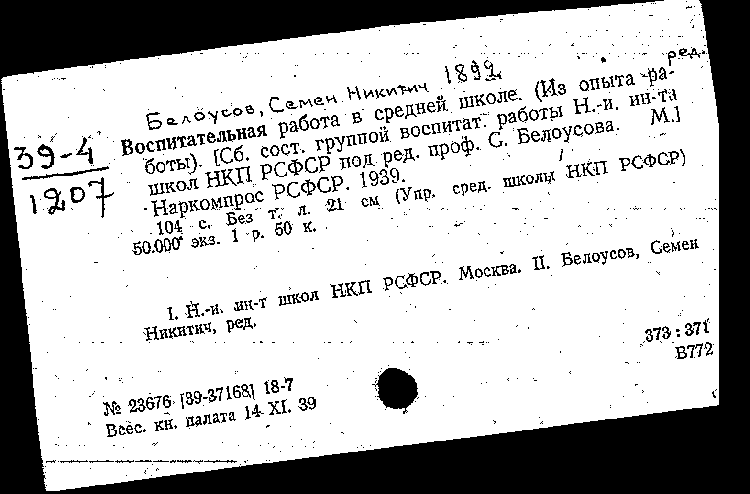 Белоусов, Семен Никитич 1899. ред.
39-4
1207
Воспитательная работа в средней школе. (Из опыта ра-
боты). [Сб. сост. группой воспитат. работы Н.-и. ин-та
школ НКП РСФСР под ред. проф. С. Белоусова. М.]
Наркомпрос РСФСР. 1939.
104 с. Без т. л. 21 см (Упр. сред. школы НКП РСФСР)
50.000 экз. 1 р. 50 к.
I. Н.-и. ин-т школ НКП РСФСР. Москва. II. Белоусов, Семен
Никитич, ред.
373 : 371
В772
№ 23676 [39-37168] 18-7
Всес. кн. палата 14 XI. 39